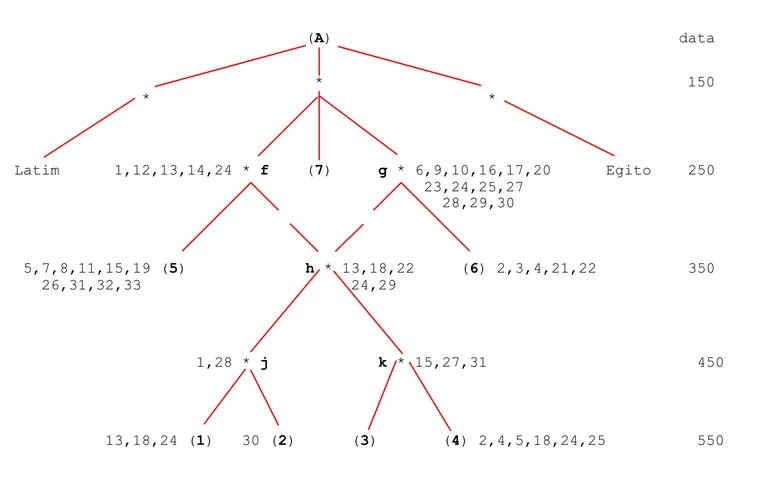 (A) data
* 150
* *
Latim 1,12,13,14,24 * f (7) g * 6,9,10,16,17,20 Egito 250
23,24,25,27
28,29,30
5,7,8,11,15,19 (5) h * 13,18,22 (6) 2,3,4,21,22 350
26,31,32,33 24,29
1,28 * j k * 15,27,31 450
13,18,24 (1) 30 (2) (3) (4) 2,4,5,18,24,25 550